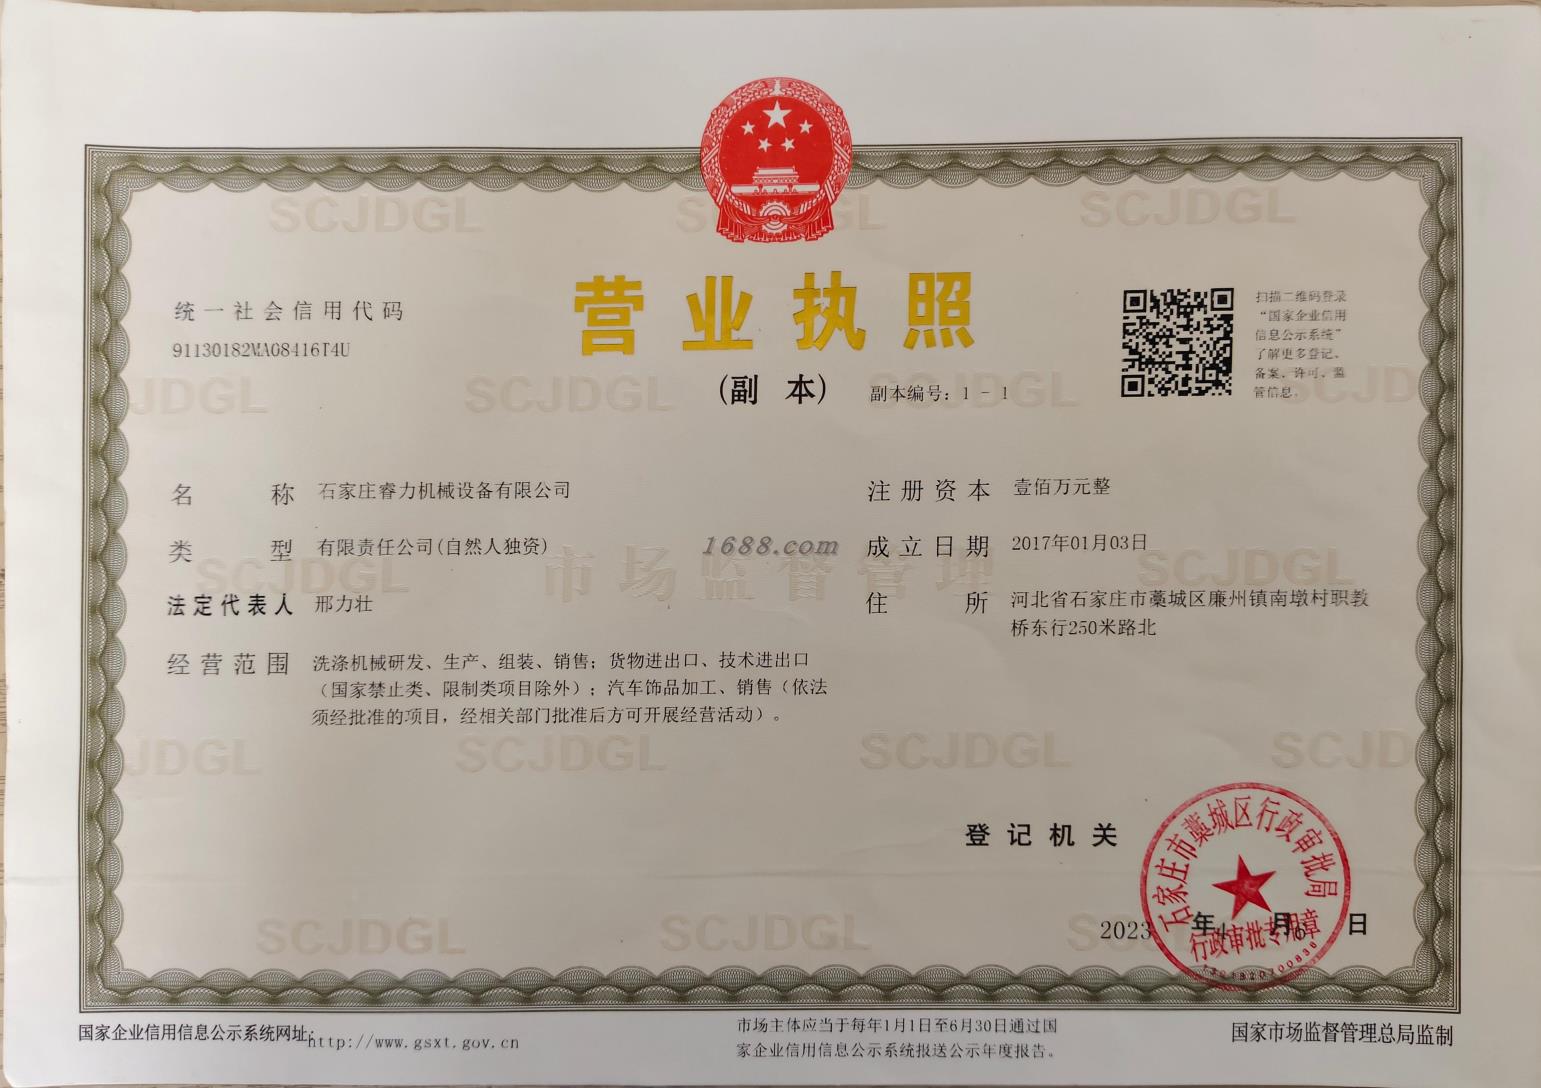 统一社会信用代码
91130182MA08416T4U
营业执照
(副 本)
副本编号：1 - 1
扫描二维码登录
“国家企业信用
信息公示系统”
了解更多登记、
备案、许可、监
管信息。
名 称 石家庄睿力机械设备有限公司
类 型 有限责任公司(自然人独资)
法定代表人 邢力壮
经营范围 洗涤机械研发、生产、组装、销售；货物进出口、技术进出口
（国家禁止类、限制类项目除外）；汽车饰品加工、销售（依法
须经批准的项目，经相关部门批准后方可开展经营活动）。
注册资本 壹佰万元整
成立日期 2017年01月03日
住 所 河北省石家庄市藁城区廉州镇南墩村职教
桥东行250米路北
1688.com
市场监督管理
SCJDGL
登记机关
石家庄市藁城区行政审批局
行政审批专用章
2023 年 月 日
国家企业信用信息公示系统网址：http://www.gsxt.gov.cn
市场主体应当于每年1月1日至6月30日通过国
家企业信用信息公示系统报送公示年度报告。
国家市场监督管理总局监制